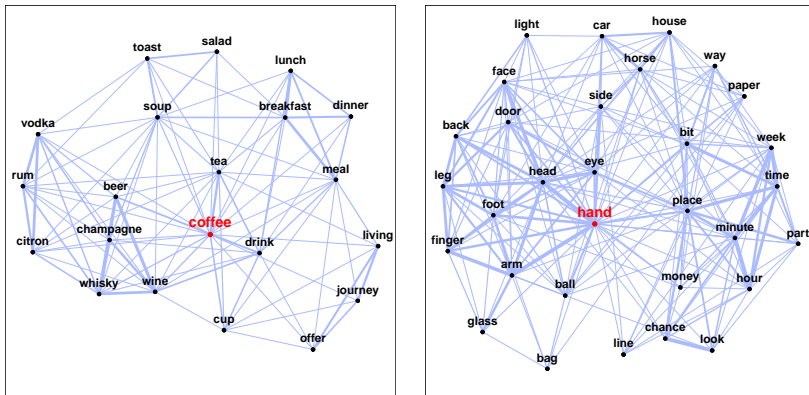 toast
salad
lunch
soup
breakfast
dinner
vodka
tea
meal
rum
beer
coffee
citron
champagne
drink
living
whisky
wine
journey
cup
offer
light
car
house
face
horse
way
side
paper
back
door
bit
week
leg
head
eye
time
foot
hand
place
finger
minute
part
arm
ball
money
hour
glass
chance
look
line
bag